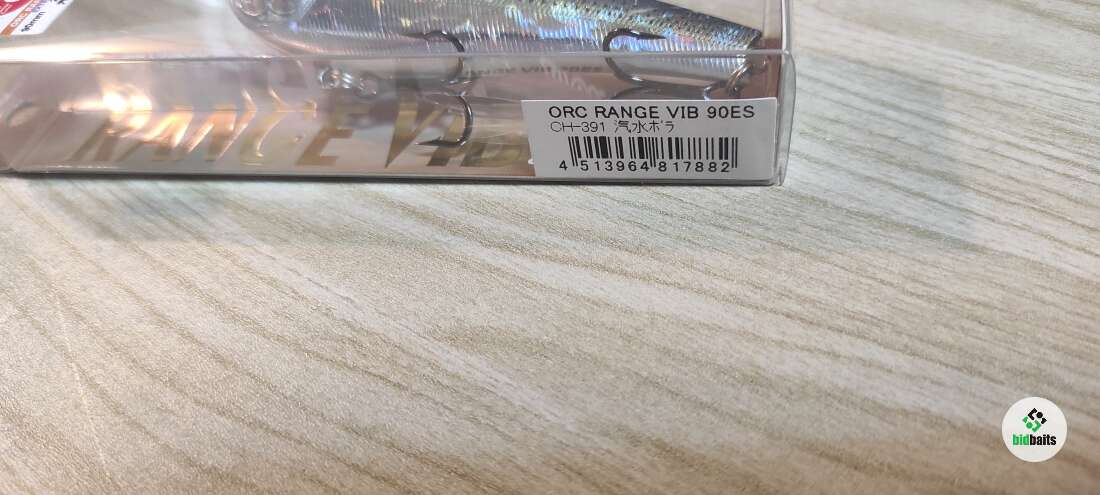 RANGE VIB
ORC RANGE VIB 90ES
CH-391 汽水ボラ
4 513964 817882
bidbaits